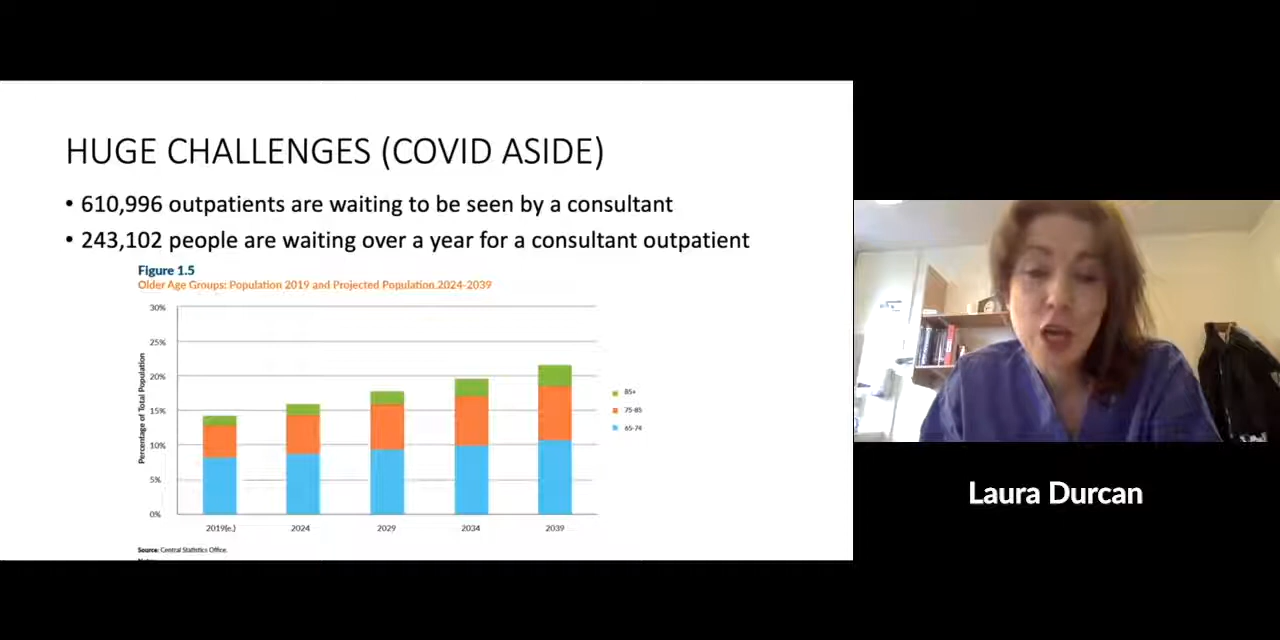 HUGE CHALLENGES (COVID ASIDE)
• 610,996 outpatients are waiting to be seen by a consultant
• 243,102 people are waiting over a year for a consultant outpatient
Figure 1.5
Older Age Groups: Population 2019 and Projected Population,2024-2039
Percentage of Total Population
30%
25%
20%
15%
10%
5%
0%
2019(e.)
2024
2029
2034
2039
85+
75-85
65-74
Source: Central Statistics Office.
Laura Durcan